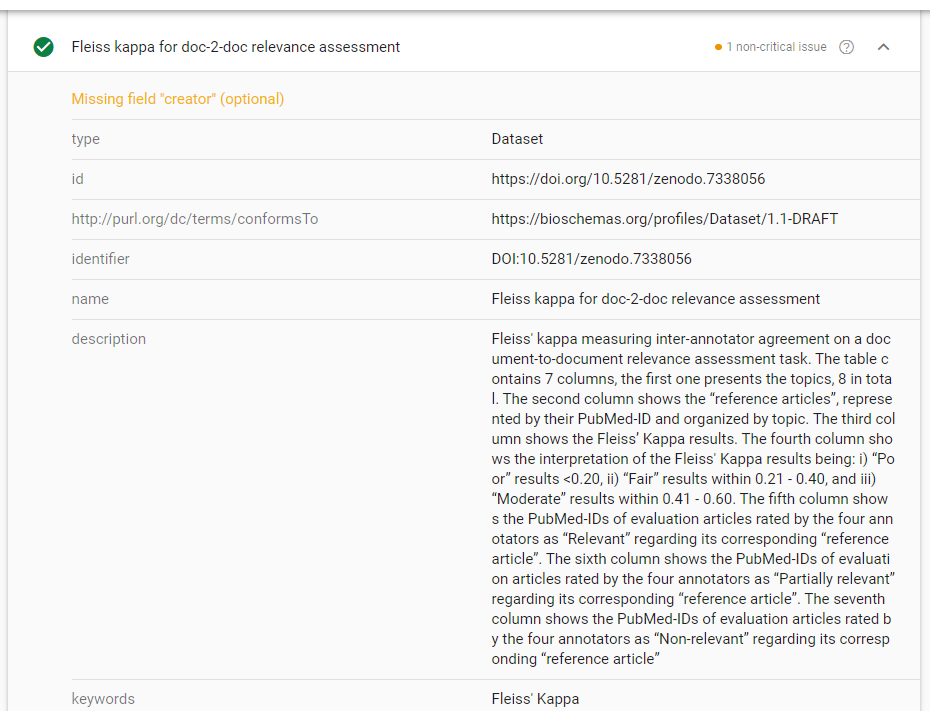 Fleiss kappa for doc-2-doc relevance assessment 1 non-critical issue ?
Missing field "creator" (optional)
type Dataset
id https://doi.org/10.5281/zenodo.7338056
http://purl.org/dc/terms/conformsTo https://bioschemas.org/profiles/Dataset/1.1-DRAFT
identifier DOI:10.5281/zenodo.7338056
name Fleiss kappa for doc-2-doc relevance assessment
description Fleiss' kappa measuring inter-annotator agreement on a doc
ument-to-document relevance assessment task. The table c
ontains 7 columns, the first one presents the topics, 8 in tota
l. The second column shows the “reference articles”, represe
nted by their PubMed-ID and organized by topic. The third col
umn shows the Fleiss’ Kappa results. The fourth column sho
ws the interpretation of the Fleiss' Kappa results being: i) “Po
or” results <0.20, ii) “Fair” results within 0.21 - 0.40, and iii)
“Moderate” results within 0.41 - 0.60. The fifth column show
s the PubMed-IDs of evaluation articles rated by the four ann
otators as “Relevant” regarding its corresponding “reference
article”. The sixth column shows the PubMed-IDs of evaluati
on articles rated by the four annotators as “Partially relevant”
regarding its corresponding “reference article”. The seventh
column shows the PubMed-IDs of evaluation articles rated b
y the four annotators as “Non-relevant” regarding its corresp
onding “reference article”
keywords Fleiss' Kappa